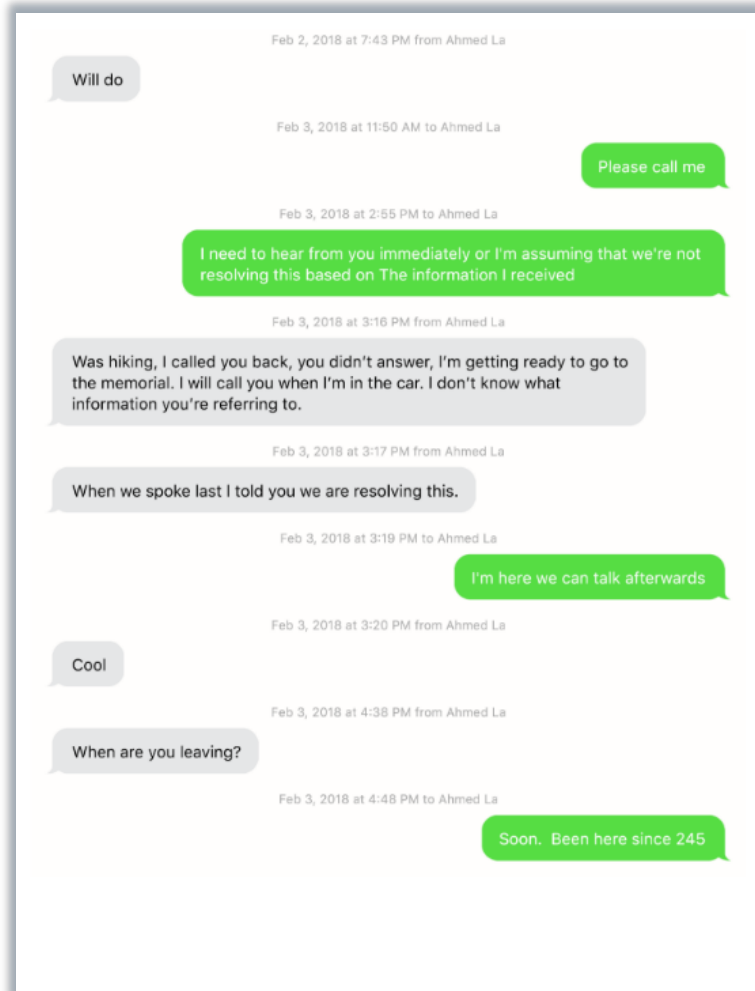 Feb 2, 2018 at 7:43 PM from Ahmed La
Will do
Feb 3, 2018 at 11:50 AM to Ahmed La
Please call me
Feb 3, 2018 at 2:55 PM to Ahmed La
I need to hear from you immediately or I'm assuming that we're not
resolving this based on The information I received
Feb 3, 2018 at 3:16 PM from Ahmed La
Was hiking, I called you back, you didn't answer, I'm getting ready to go to
the memorial. I will call you when I'm in the car. I don't know what
information you're referring to.
Feb 3, 2018 at 3:17 PM from Ahmed La
When we spoke last I told you we are resolving this.
Feb 3, 2018 at 3:19 PM to Ahmed La
I'm here we can talk afterwards
Feb 3, 2018 at 3:20 PM from Ahmed La
Cool
Feb 3, 2018 at 4:38 PM from Ahmed La
When are you leaving?
Feb 3, 2018 at 4:48 PM to Ahmed La
Soon.  Been here since 245